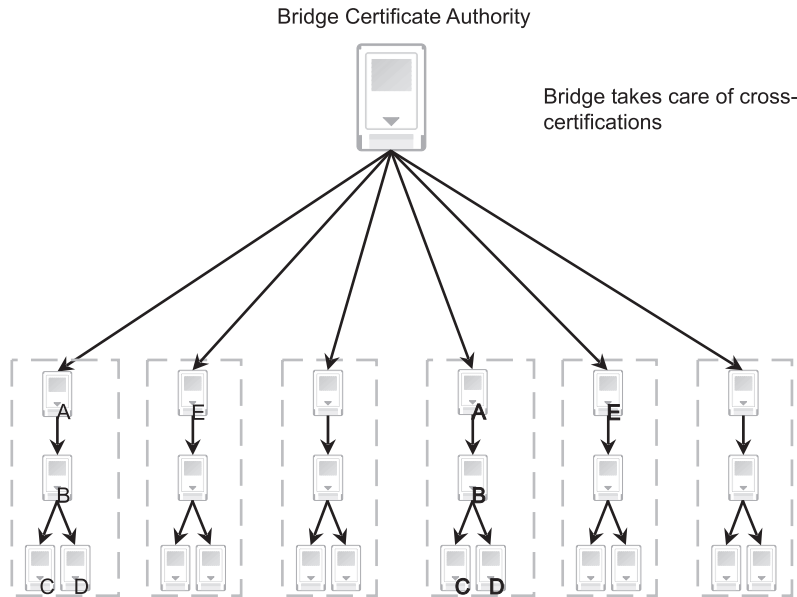 Bridge Certificate Authority
Bridge takes care of cross-
certifications
A
E
A
E
B
B
C
D
C
D